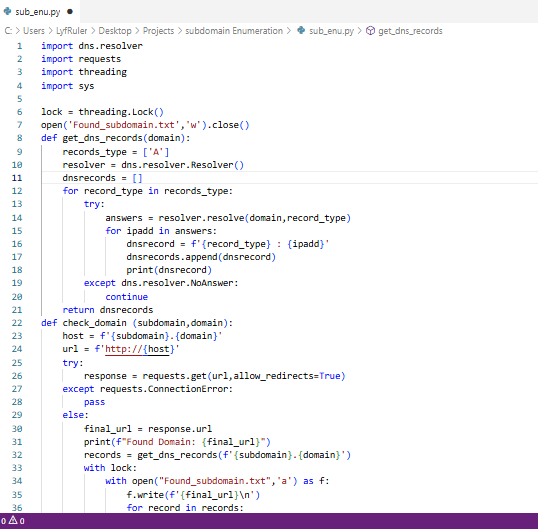 sub_enu.py
C: > Users > LyfRuler > Desktop > Projects > subdomain Enumeration > sub_enu.py > get_dns_records
1 import dns.resolver
2 import requests
3 import threading
4 import sys
5
6 lock = threading.Lock()
7 open('Found_subdomain.txt','w').close()
8 def get_dns_records(domain):
9     records_type = ['A']
10     resolver = dns.resolver.Resolver()
11     dnsrecords = []
12     for record_type in records_type:
13         try:
14             answers = resolver.resolve(domain,record_type)
15             for ipadd in answers:
16                 dnsrecord = f'{record_type} : {ipadd}'
17                 dnsrecords.append(dnsrecord)
18                 print(dnsrecord)
19         except dns.resolver.NoAnswer:
20             continue
21     return dnsrecords
22 def check_domain (subdomain,domain):
23     host = f'{subdomain}.{domain}'
24     url = f'http://{host}'
25     try:
26         response = requests.get(url,allow_redirects=True)
27     except requests.ConnectionError:
28         pass
29     else:
30         final_url = response.url
31         print(f"Found Domain: {final_url}")
32         records = get_dns_records(f'{subdomain}.{domain}')
33         with lock:
34             with open("Found_subdomain.txt",'a') as f:
35                 f.write(f'{final_url}\n')
36                 for record in records:
0 0